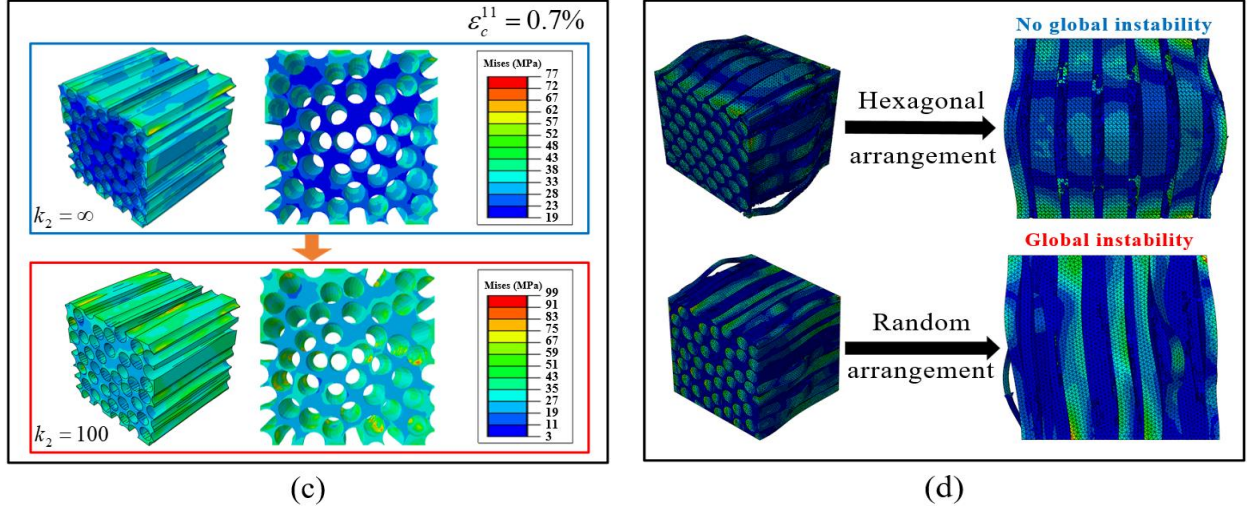 ε_c^11 = 0.7%
k₂ = ∞
Mises (MPa)
77
72
67
62
57
52
48
43
38
33
28
23
19
k₂ = 100
Mises (MPa)
99
91
83
75
67
59
51
43
35
27
19
11
3
(c)
No global instability
Hexagonal
arrangement
Global instability
Random
arrangement
(d)